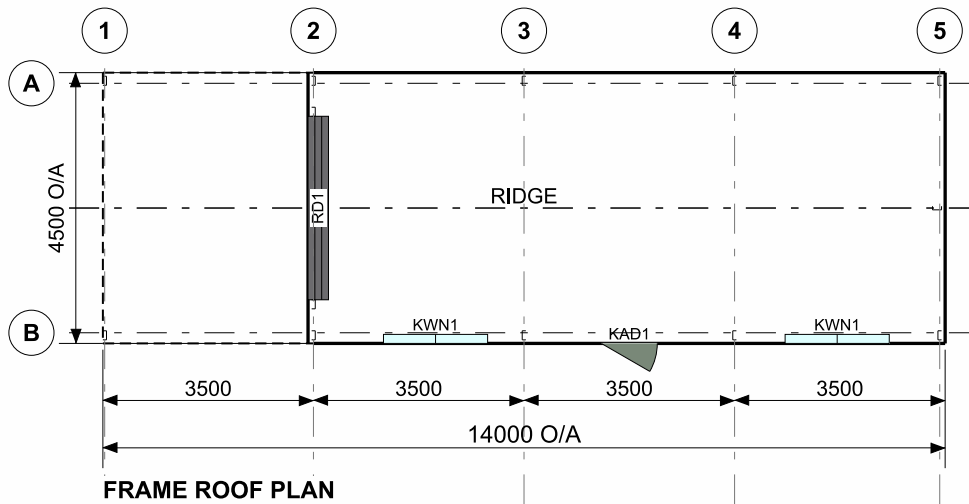 1 2 3 4 5
A
4500 O/A
RD1
RIDGE
B
KWN1 KAD1 KWN1
3500 3500 3500 3500
14000 O/A
FRAME ROOF PLAN